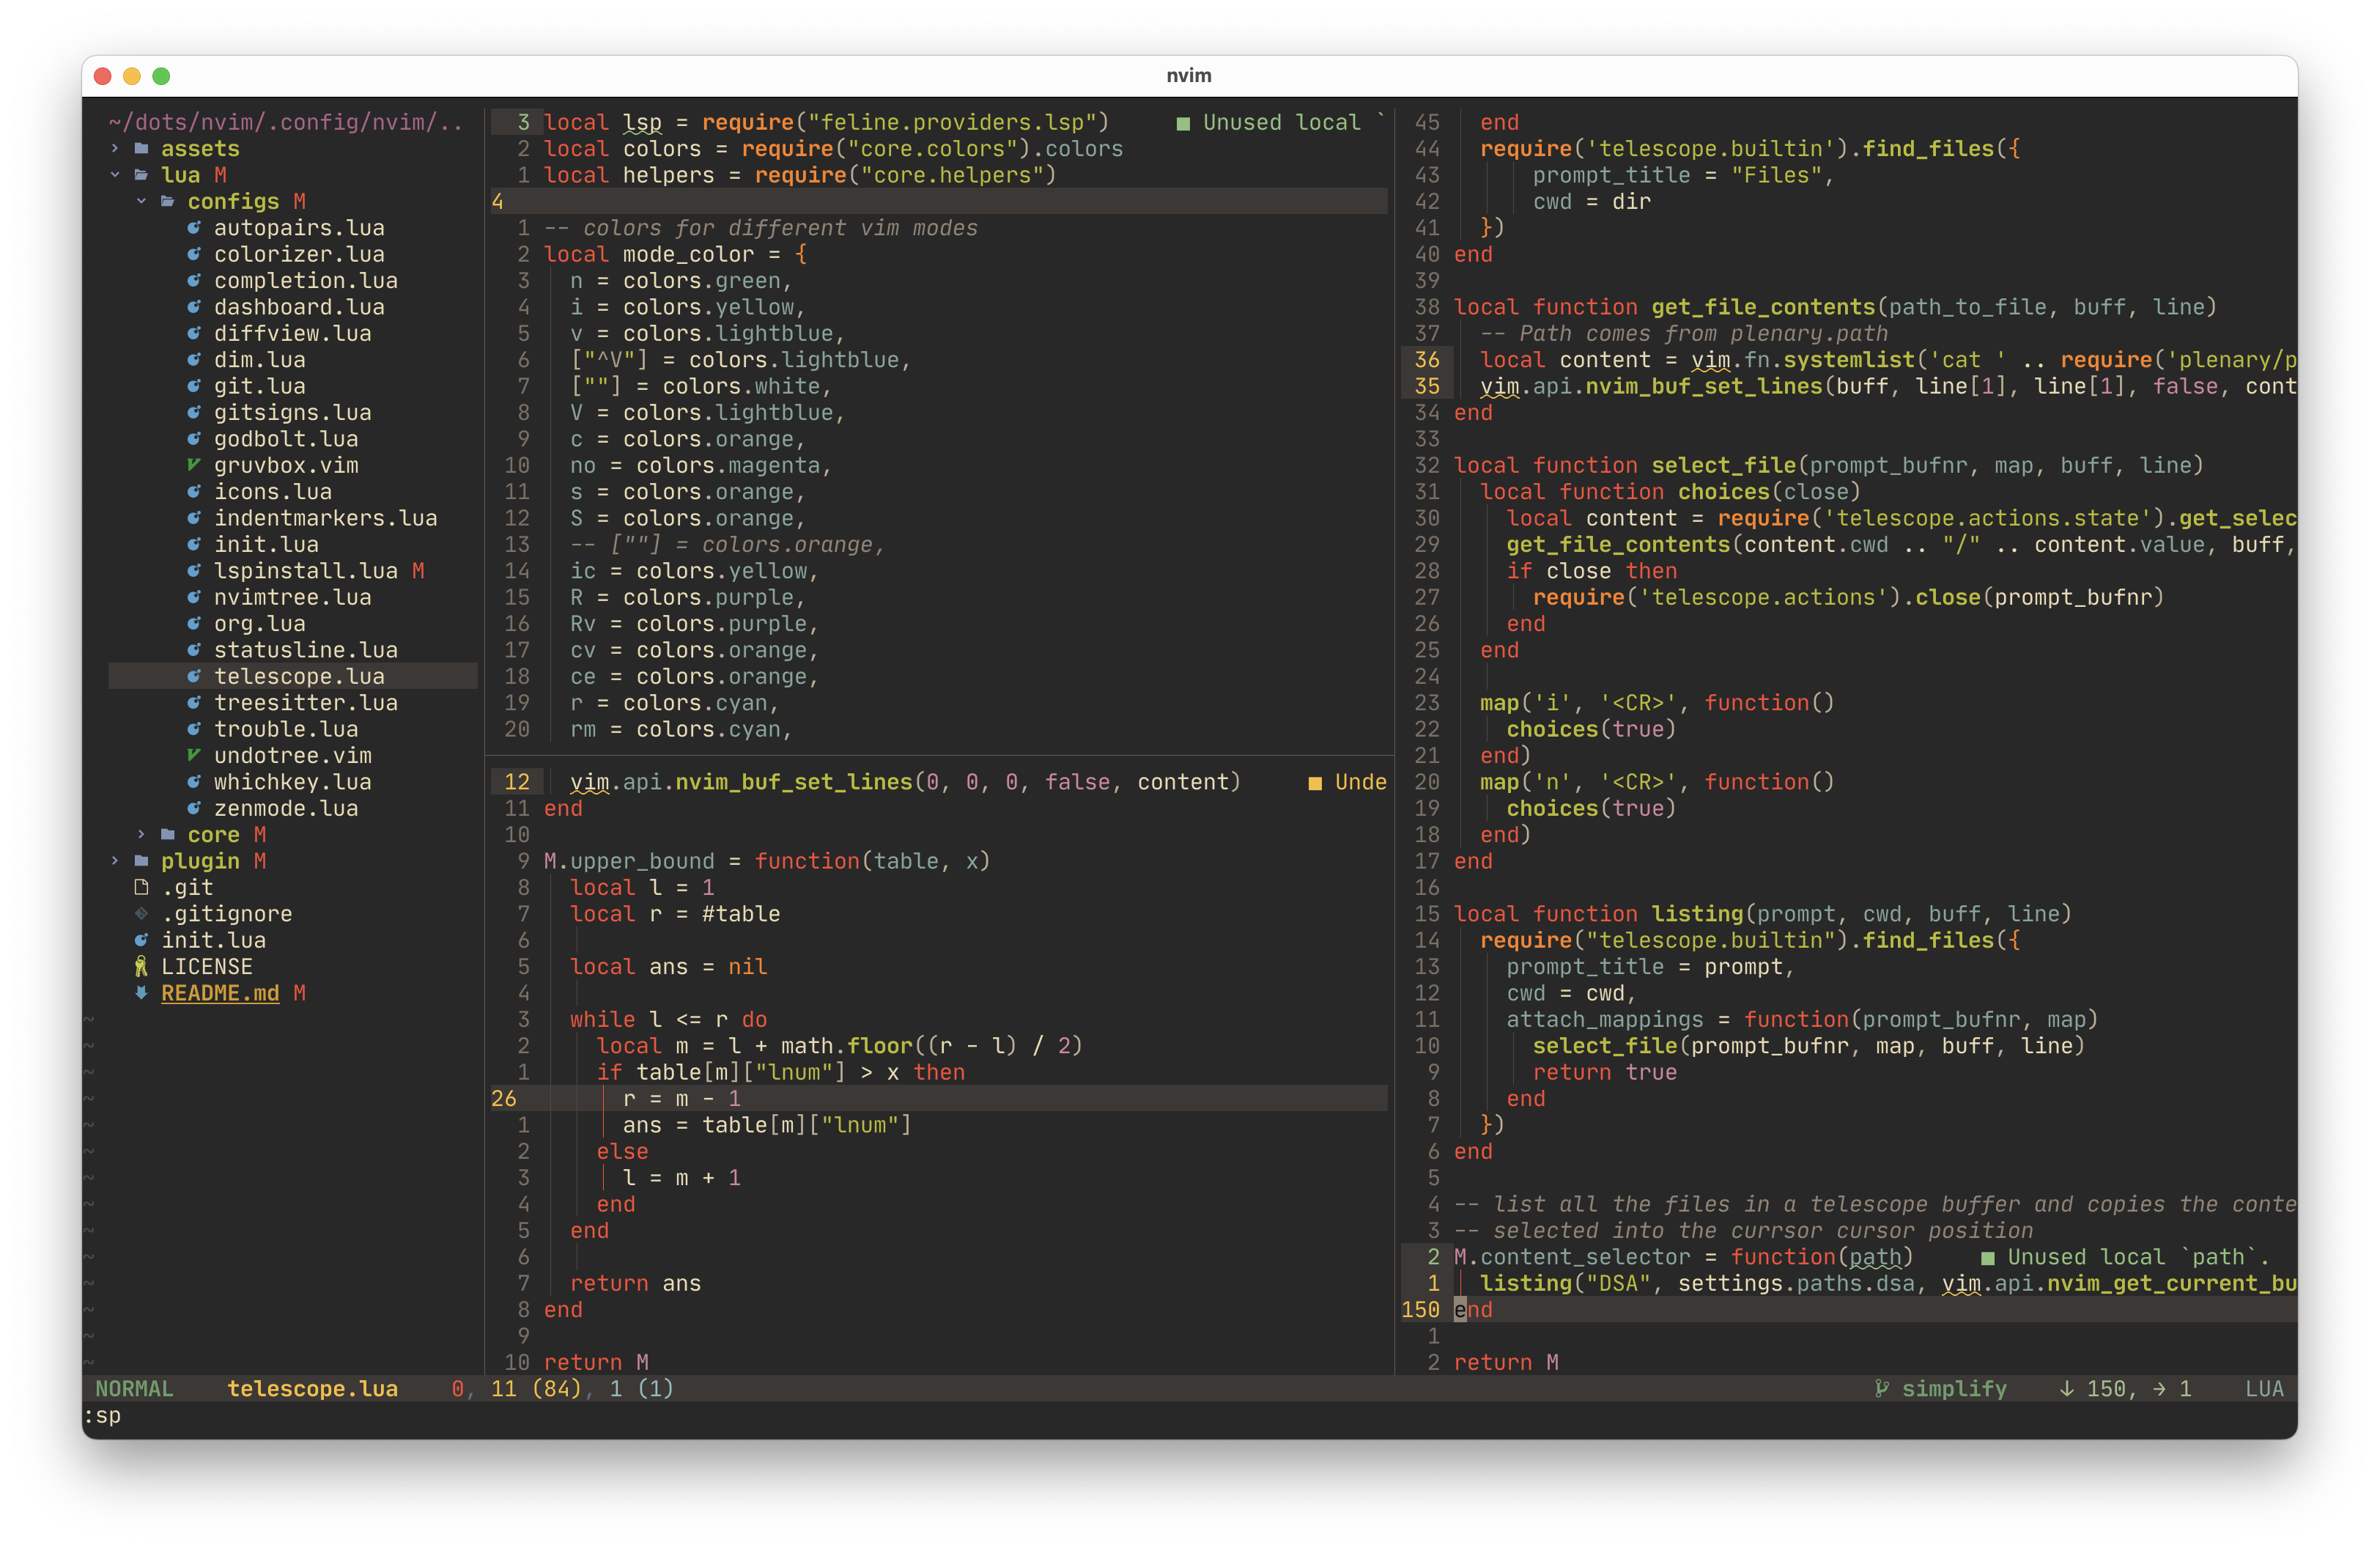 nvim
~/dots/nvim/.config/nvim/..
assets
lua M
configs M
autopairs.lua
colorizer.lua
completion.lua
dashboard.lua
diffview.lua
dim.lua
git.lua
gitsigns.lua
godbolt.lua
gruvbox.vim
icons.lua
indentmarkers.lua
init.lua
lspinstall.lua M
nvimtree.lua
org.lua
statusline.lua
telescope.lua
treesitter.lua
trouble.lua
undotree.vim
whichkey.lua
zenmode.lua
core M
plugin M
.git
.gitignore
init.lua
LICENSE
README.md M
~
~
~
~
~
~
~
~
~
~
~
~
~
~
3 local lsp = require("feline.providers.lsp") ■ Unused local `
2 local colors = require("core.colors").colors
1 local helpers = require("core.helpers")
4
1 -- colors for different vim modes
2 local mode_color = {
3 n = colors.green,
4 i = colors.yellow,
5 v = colors.lightblue,
6 ["^V"] = colors.lightblue,
7 [""] = colors.white,
8 V = colors.lightblue,
9 c = colors.orange,
10 no = colors.magenta,
11 s = colors.orange,
12 S = colors.orange,
13 -- [""] = colors.orange,
14 ic = colors.yellow,
15 R = colors.purple,
16 Rv = colors.purple,
17 cv = colors.orange,
18 ce = colors.orange,
19 r = colors.cyan,
20 rm = colors.cyan,
12 vim.api.nvim_buf_set_lines(0, 0, 0, false, content) ■ Unde
11 end
10
9 M.upper_bound = function(table, x)
8 local l = 1
7 local r = #table
6
5 local ans = nil
4
3 while l <= r do
2 local m = l + math.floor((r - l) / 2)
1 if table[m]["lnum"] > x then
26 r = m - 1
1 ans = table[m]["lnum"]
2 else
3 l = m + 1
4 end
5 end
6
7 return ans
8 end
9
10 return M
45 end
44 require('telescope.builtin').find_files({
43 prompt_title = "Files",
42 cwd = dir
41 })
40 end
39
38 local function get_file_contents(path_to_file, buff, line)
37 -- Path comes from plenary.path
36 local content = vim.fn.systemlist('cat ' .. require('plenary/p
35 vim.api.nvim_buf_set_lines(buff, line[1], line[1], false, cont
34 end
33
32 local function select_file(prompt_bufnr, map, buff, line)
31 local function choices(close)
30 local content = require('telescope.actions.state').get_selec
29 get_file_contents(content.cwd .. "/" .. content.value, buff,
28 if close then
27 require('telescope.actions').close(prompt_bufnr)
26 end
25 end
24
23 map('i', '<CR>', function()
22 choices(true)
21 end)
20 map('n', '<CR>', function()
19 choices(true)
18 end)
17 end
16
15 local function listing(prompt, cwd, buff, line)
14 require("telescope.builtin").find_files({
13 prompt_title = prompt,
12 cwd = cwd,
11 attach_mappings = function(prompt_bufnr, map)
10 select_file(prompt_bufnr, map, buff, line)
9 return true
8 end
7 })
6 end
5
4 -- list all the files in a telescope buffer and copies the conte
3 -- selected into the currsor cursor position
2 M.content_selector = function(path) ■ Unused local `path`.
1 listing("DSA", settings.paths.dsa, vim.api.nvim_get_current_bu
150 end
1
2 return M
NORMAL telescope.lua 0, 11 (84), 1 (1) simplify ↓ 150, → 1 LUA
:sp